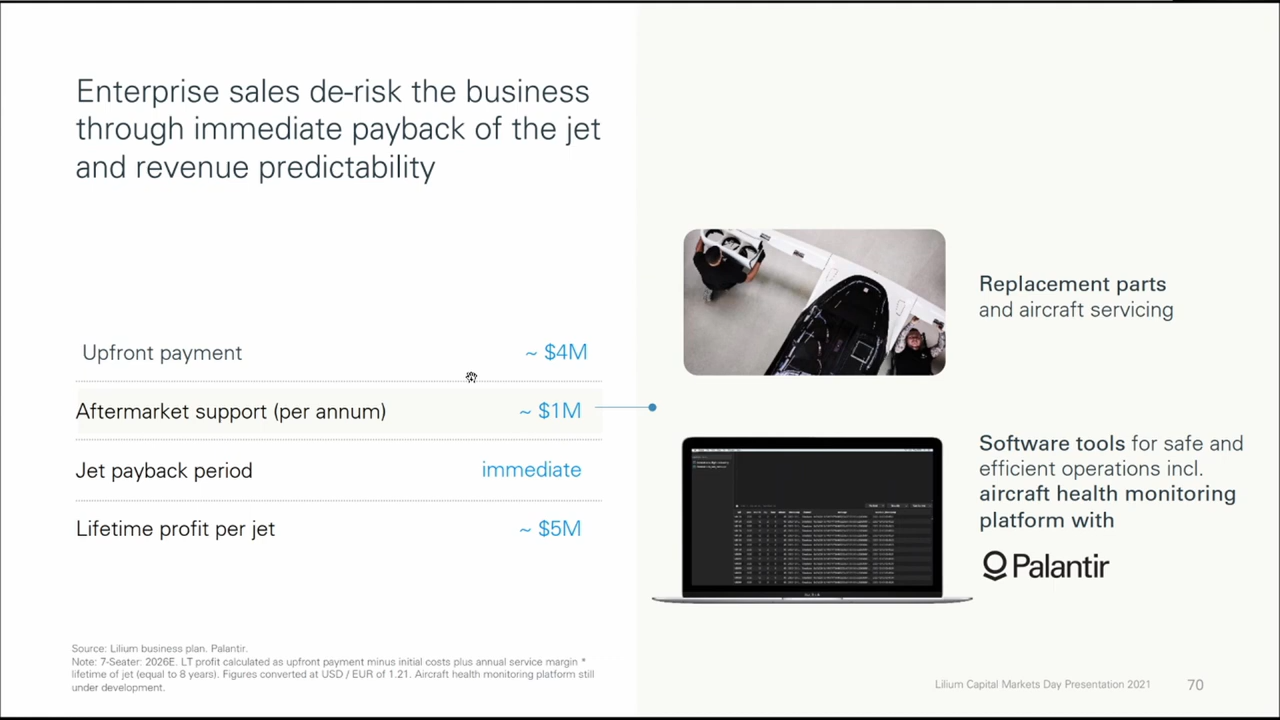 Enterprise sales de-risk the business
through immediate payback of the jet
and revenue predictability
Upfront payment ~ $4M
Aftermarket support (per annum) ~ $1M
Jet payback period immediate
Lifetime profit per jet ~ $5M
Replacement parts
and aircraft servicing
Software tools for safe and
efficient operations incl.
aircraft health monitoring
platform with
Palantir
Source: Lilium business plan. Palantir.
Note: 7-Seater: 2026E. LT profit calculated as upfront payment minus initial costs plus annual service margin *
lifetime of jet (equal to 8 years). Figures converted at USD / EUR of 1.21. Aircraft health monitoring platform still
under development.
Lilium Capital Markets Day Presentation 2021 70